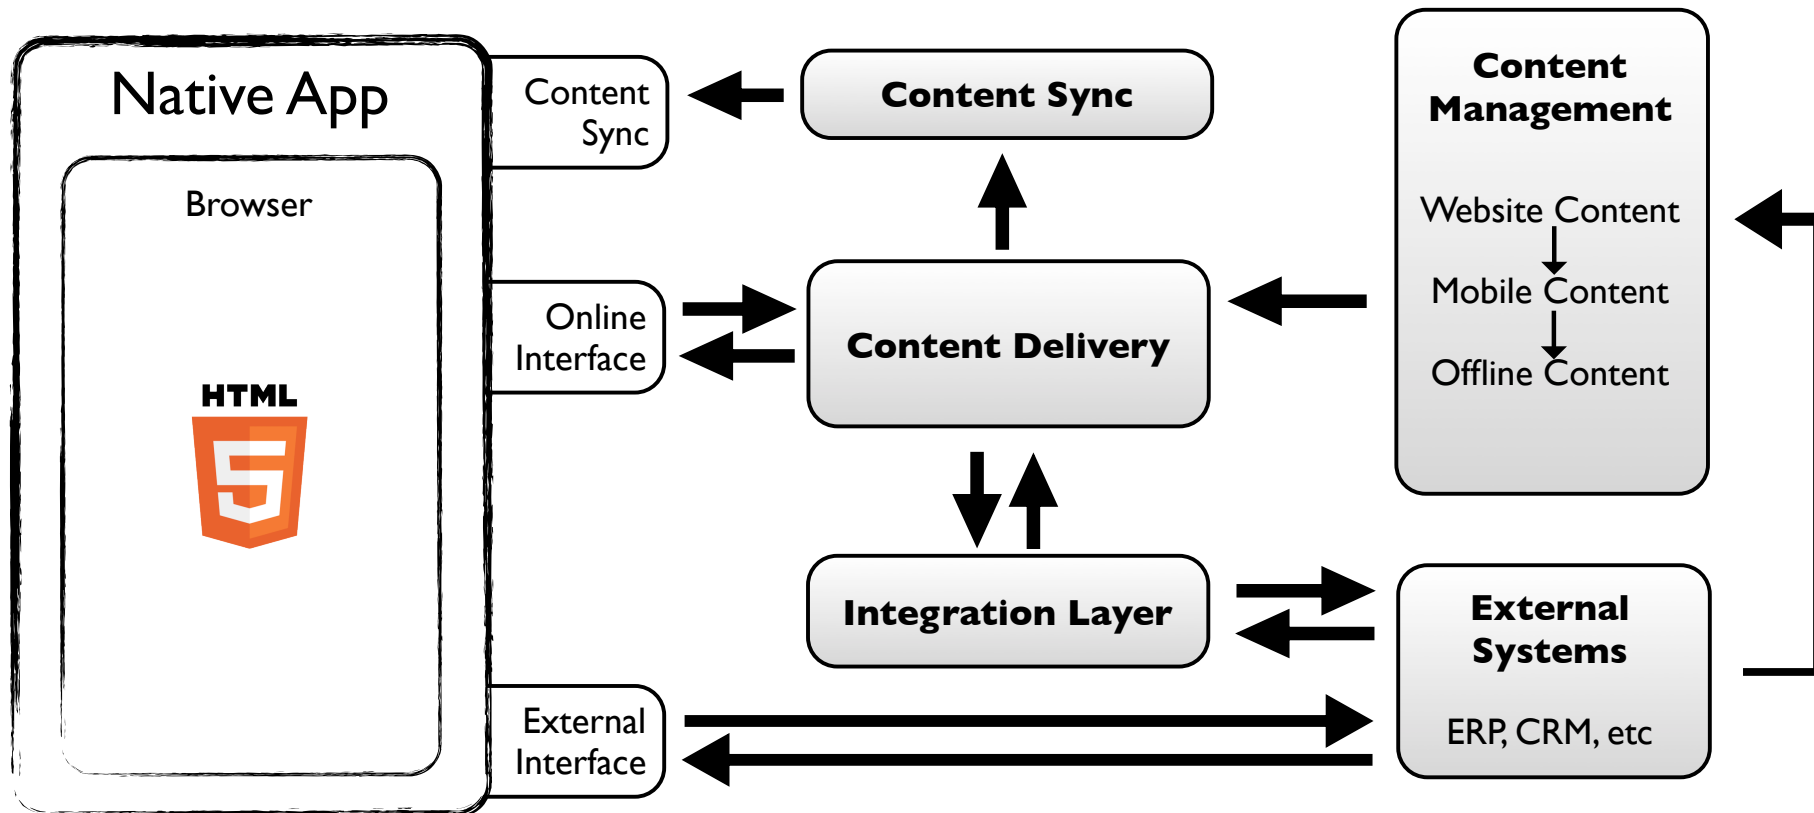 Native App
Browser
HTML
5
Content
Sync
Online
Interface
External
Interface
Content Sync
Content Delivery
Integration Layer
Content
Management
Website Content
Mobile Content
Offline Content
External
Systems
ERP, CRM, etc